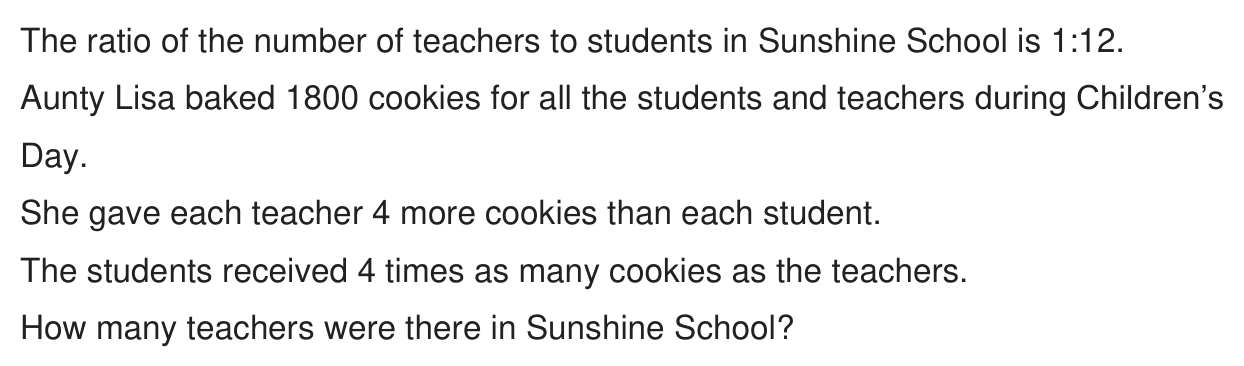 The ratio of the number of teachers to students in Sunshine School is 1:12.
Aunty Lisa baked 1800 cookies for all the students and teachers during Children’s
Day.
She gave each teacher 4 more cookies than each student.
The students received 4 times as many cookies as the teachers.
How many teachers were there in Sunshine School?